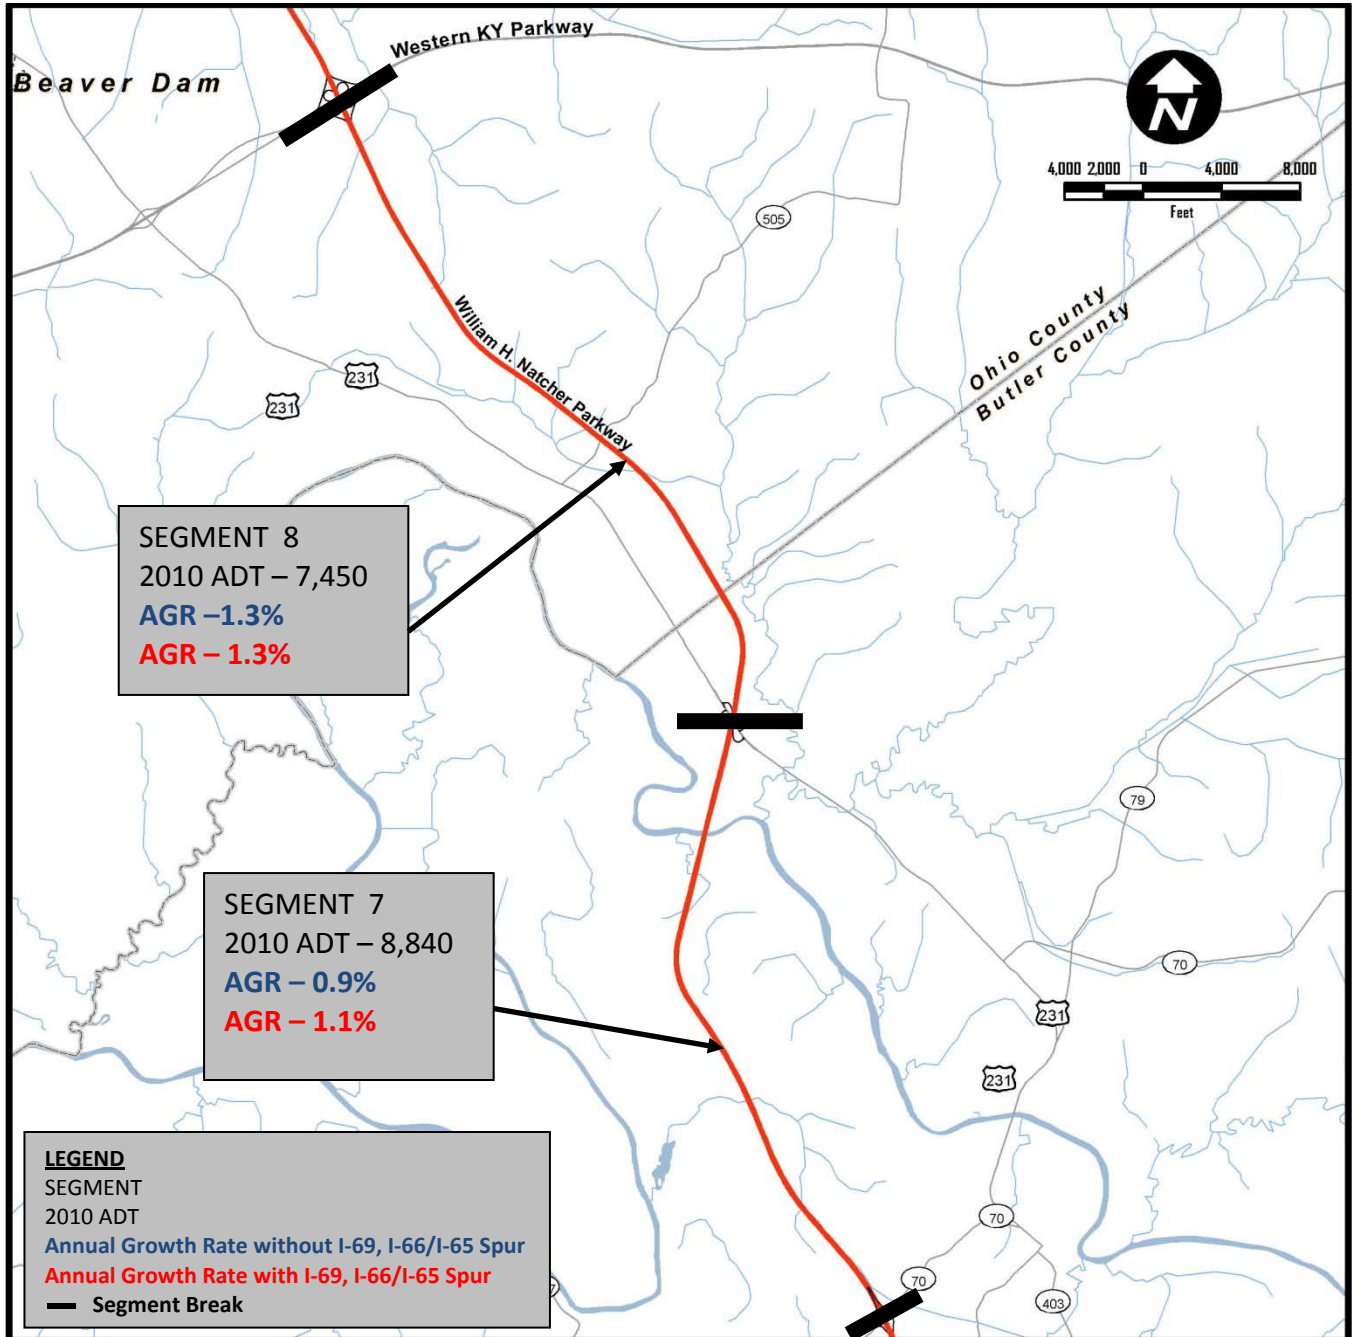 Western KY Parkway
Beaver Dam
N
4,000 2,000 0 4,000 8,000
Feet
505
William H. Natcher Parkway
Ohio County
Butler County
231
231
SEGMENT 8
2010 ADT – 7,450
AGR –1.3%
AGR – 1.3%
79
SEGMENT 7
2010 ADT – 8,840
AGR – 0.9%
AGR – 1.1%
70
231
231
LEGEND
SEGMENT
2010 ADT
Annual Growth Rate without I-69, I-66/I-65 Spur
Annual Growth Rate with I-69, I-66/I-65 Spur
Segment Break
70
70
403